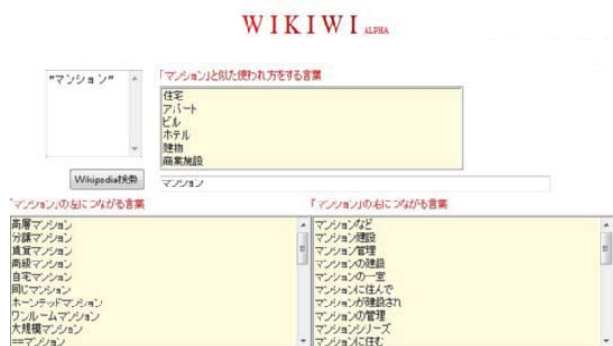 WIKIWI ALPHA
"マンション"
「マンション」と似た使われ方をする言葉
住宅
アパート
ビル
ホテル
建物
商業施設
Wikipedia検索
マンション
「マンション」の左につながる言葉
高層マンション
分譲マンション
賃貸マンション
高級マンション
自宅マンション
同じマンション
ホーンテッドマンション
ワンルームマンション
大規模マンション
==マンション
「マンション」の右につながる言葉
マンションなど
マンション建設
マンション管理
マンションの建設
マンションの一室
マンションに住んで
マンションが建設され
マンションの管理
マンションシリーズ
マンションに住む